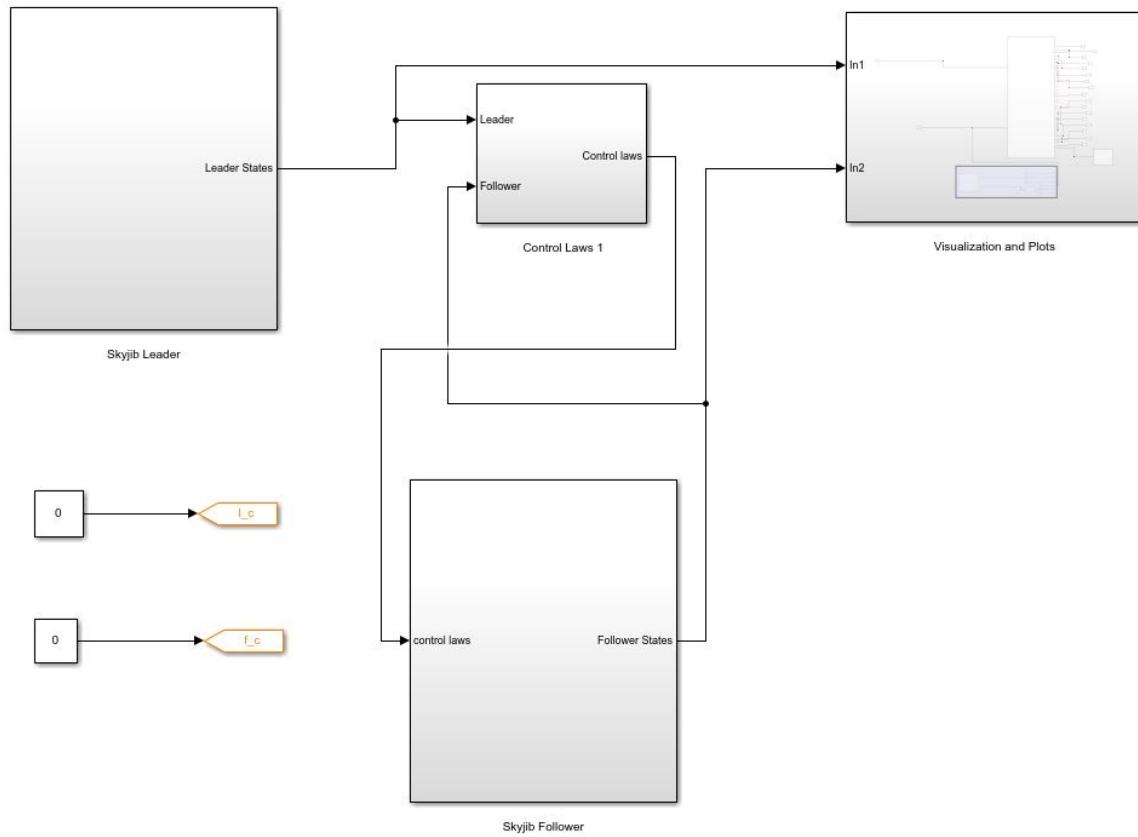 In1
Leader
Control laws
Leader States
In2
Follower
Control Laws 1
Visualization and Plots
Skyjib Leader
0
l_c
0
f_c
control laws
Follower States
Skyjib Follower